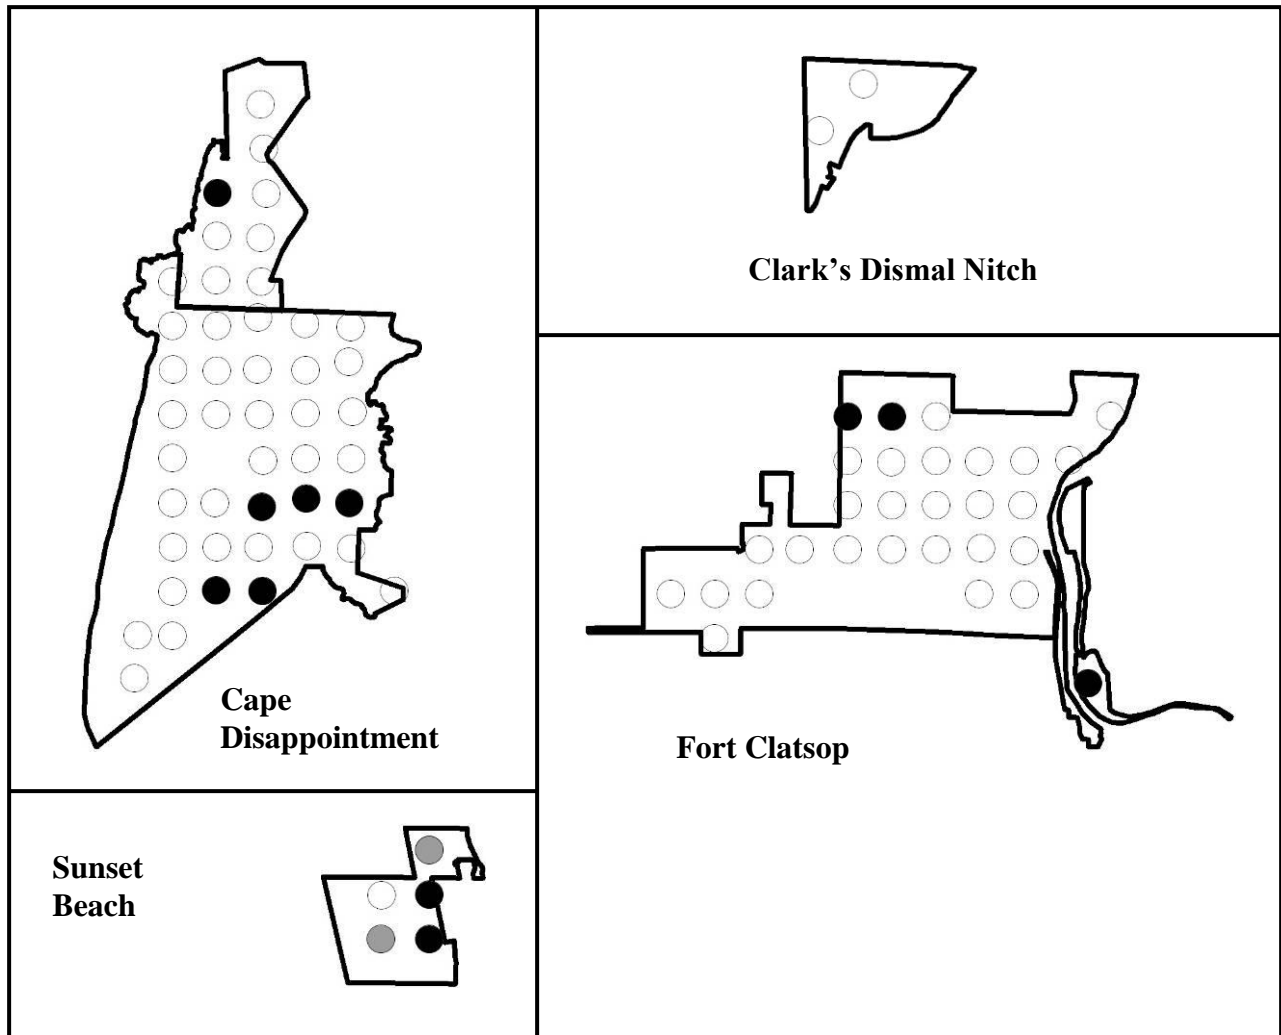 Clark’s Dismal Nitch
Cape
Disappointment
Fort Clatsop
Sunset
Beach